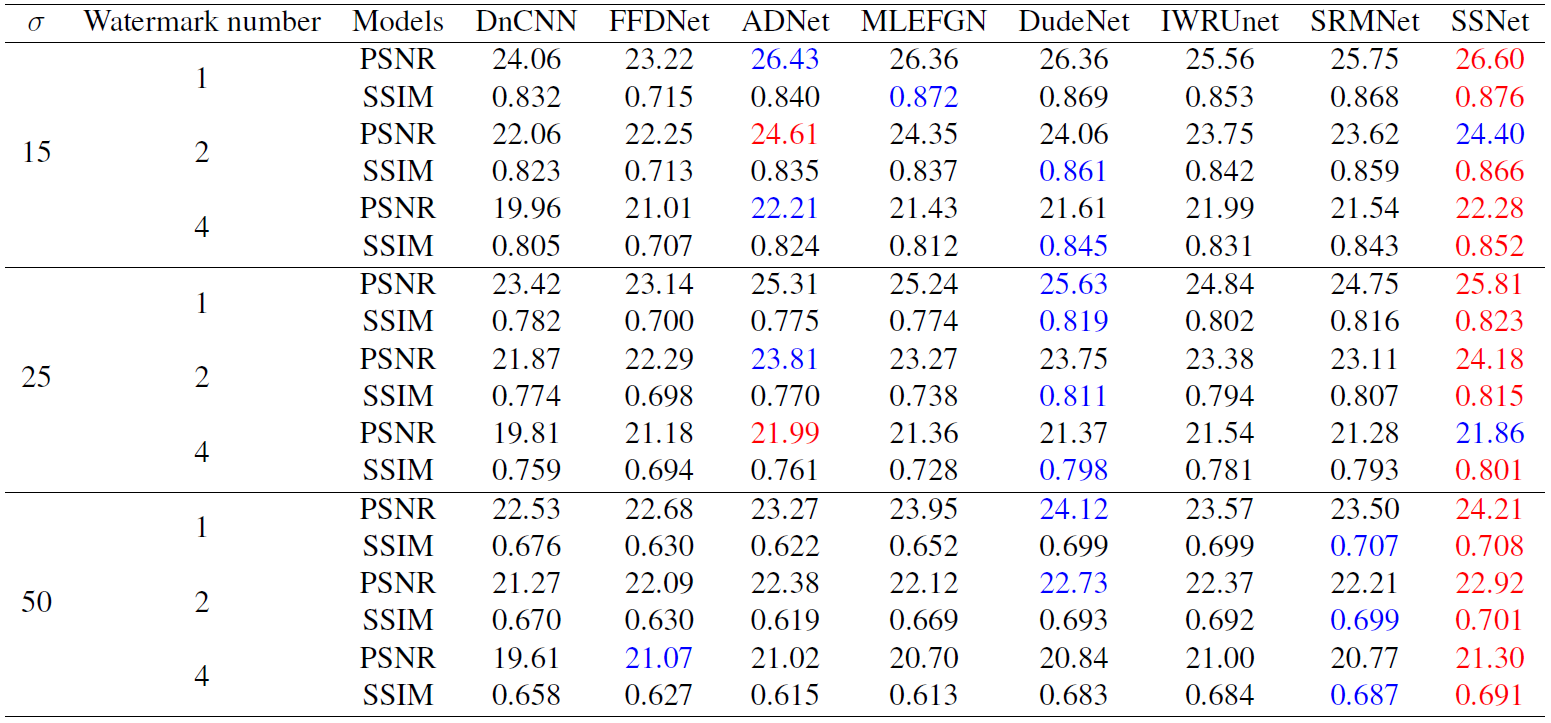 σ Watermark number Models DnCNN FFDNet ADNet MLEFGN DudeNet IWRUnet SRMNet SSNet
15 1 PSNR 24.06 23.22 26.43 26.36 26.36 25.56 25.75 26.60
SSIM 0.832 0.715 0.840 0.872 0.869 0.853 0.868 0.876
2 PSNR 22.06 22.25 24.61 24.35 24.06 23.75 23.62 24.40
SSIM 0.823 0.713 0.835 0.837 0.861 0.842 0.859 0.866
4 PSNR 19.96 21.01 22.21 21.43 21.61 21.99 21.54 22.28
SSIM 0.805 0.707 0.824 0.812 0.845 0.831 0.843 0.852
25 1 PSNR 23.42 23.14 25.31 25.24 25.63 24.84 24.75 25.81
SSIM 0.782 0.700 0.775 0.774 0.819 0.802 0.816 0.823
2 PSNR 21.87 22.29 23.81 23.27 23.75 23.38 23.11 24.18
SSIM 0.774 0.698 0.770 0.738 0.811 0.794 0.807 0.815
4 PSNR 19.81 21.18 21.99 21.36 21.37 21.54 21.28 21.86
SSIM 0.759 0.694 0.761 0.728 0.798 0.781 0.793 0.801
50 1 PSNR 22.53 22.68 23.27 23.95 24.12 23.57 23.50 24.21
SSIM 0.676 0.630 0.622 0.652 0.699 0.699 0.707 0.708
2 PSNR 21.27 22.09 22.38 22.12 22.73 22.37 22.21 22.92
SSIM 0.670 0.630 0.619 0.669 0.693 0.692 0.699 0.701
4 PSNR 19.61 21.07 21.02 20.70 20.84 21.00 20.77 21.30
SSIM 0.658 0.627 0.615 0.613 0.683 0.684 0.687 0.691